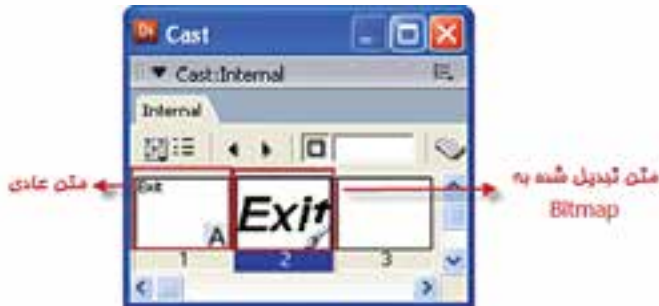 Cast
Cast:Internal
Internal
Exit
A
Exit
1
2
3
متن عادی
متن تبدیل شده به
Bitmap